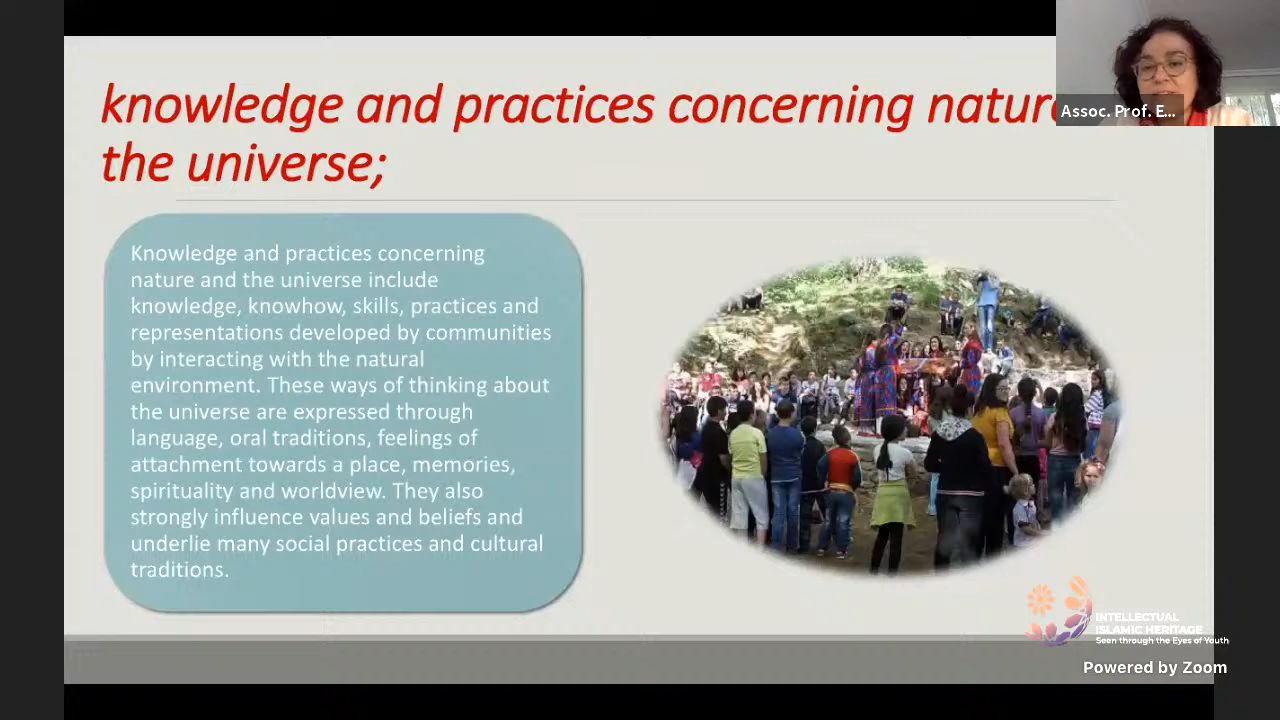 knowledge and practices concerning nature
the universe;
Assoc. Prof. E...
Knowledge and practices concerning
nature and the universe include
knowledge, knowhow, skills, practices and
representations developed by communities
by interacting with the natural
environment. These ways of thinking about
the universe are expressed through
language, oral traditions, feelings of
attachment towards a place, memories,
spirituality and worldview. They also
strongly influence values and beliefs and
underlie many social practices and cultural
traditions.
INTELLECTUAL
ISLAMIC HERITAGE
Seen through the Eyes of Youth
Powered by Zoom